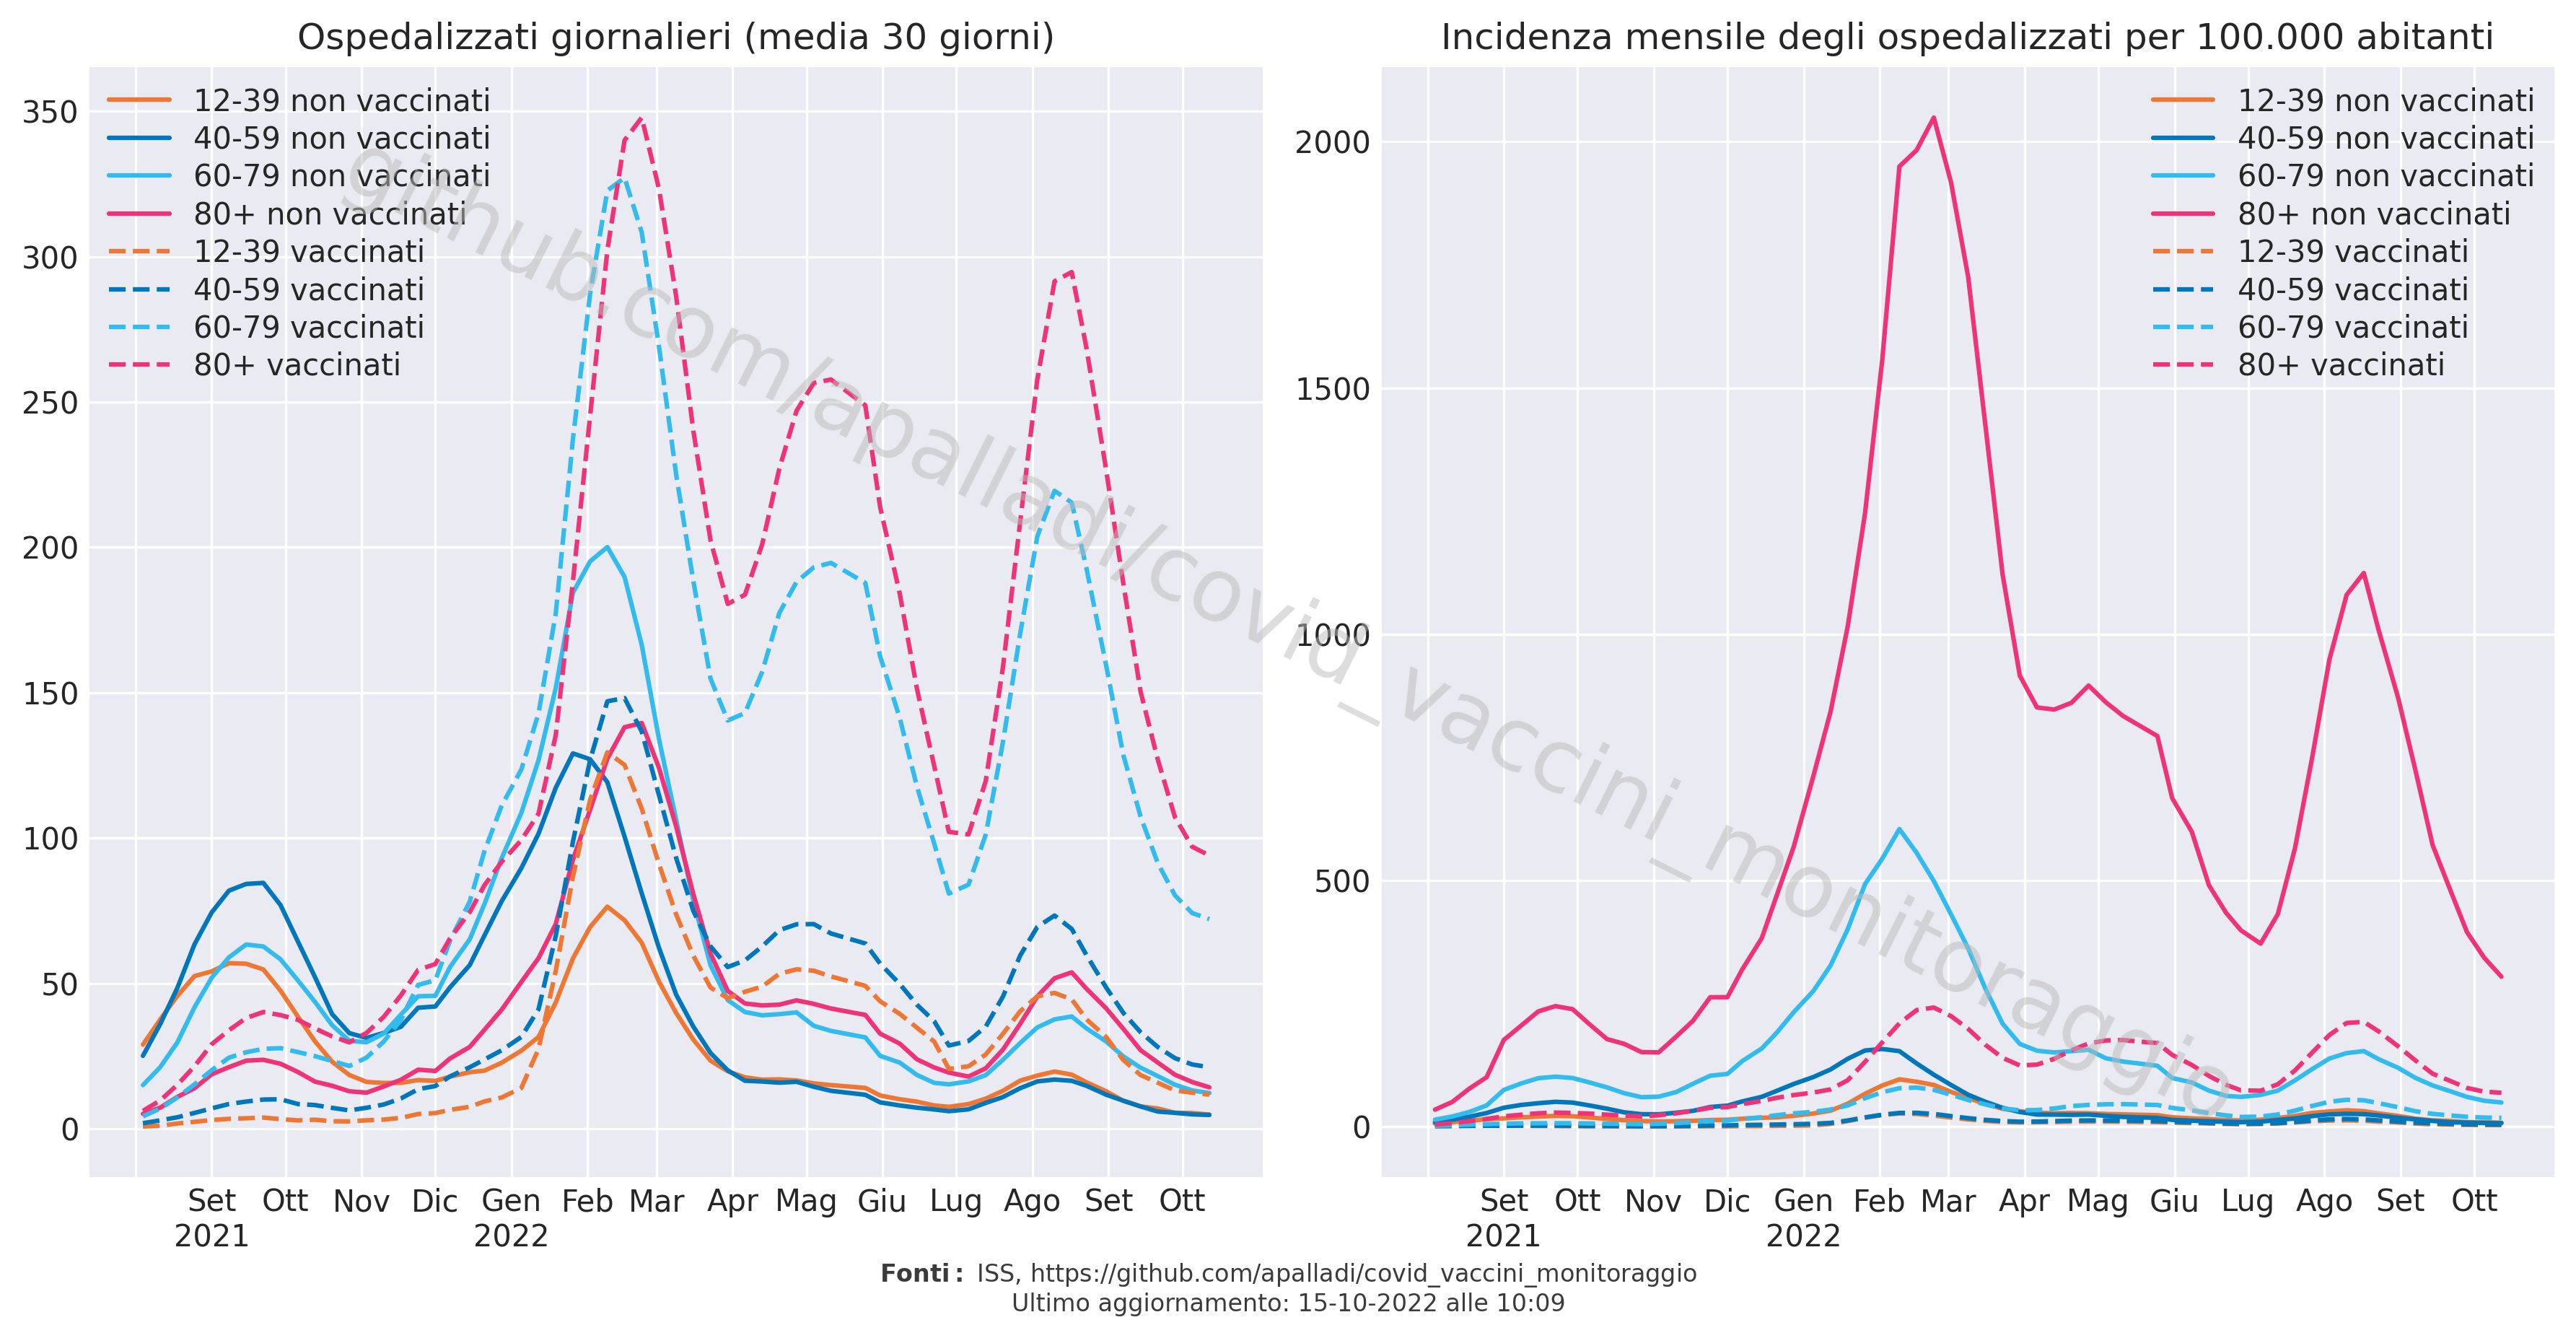 Ospedalizzati giornalieri (media 30 giorni)
350
300
250
200
150
100
50
0
12-39 non vaccinati
40-59 non vaccinati
60-79 non vaccinati
80+ non vaccinati
12-39 vaccinati
40-59 vaccinati
60-79 vaccinati
80+ vaccinati
Set Ott Nov Dic Gen Feb Mar Apr Mag Giu Lug Ago Set Ott
2021 2022
Incidenza mensile degli ospedalizzati per 100.000 abitanti
2000
1500
1000
500
0
12-39 non vaccinati
40-59 non vaccinati
60-79 non vaccinati
80+ non vaccinati
12-39 vaccinati
40-59 vaccinati
60-79 vaccinati
80+ vaccinati
Set Ott Nov Dic Gen Feb Mar Apr Mag Giu Lug Ago Set Ott
2021 2022
github.com/apalladi/covid_vaccini_monitoraggio
Fonti: ISS, https://github.com/apalladi/covid_vaccini_monitoraggio
Ultimo aggiornamento: 15-10-2022 alle 10:09